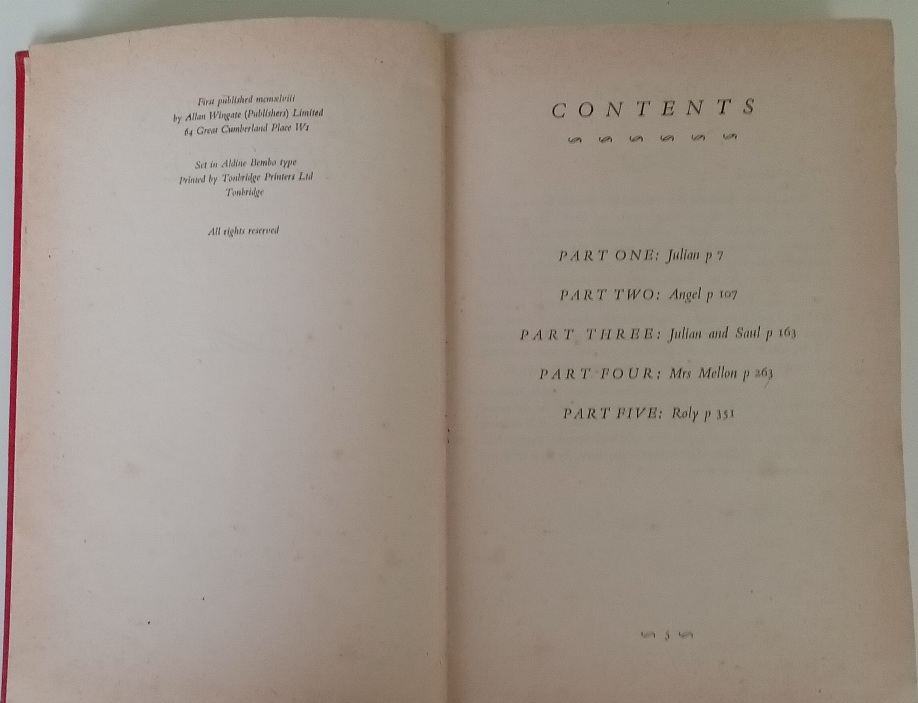 First published mcmxlviii
by Allan Wingate (Publishers) Limited
64 Great Cumberland Place W1
Set in Aldine Bembo type
Printed by Tonbridge Printers Ltd
Tonbridge
All rights reserved
CONTENTS
PART ONE: Julian p 7
PART TWO: Angel p 107
PART THREE: Julian and Saul p 163
PART FOUR: Mrs Mellon p 263
PART FIVE: Roly p 351
5